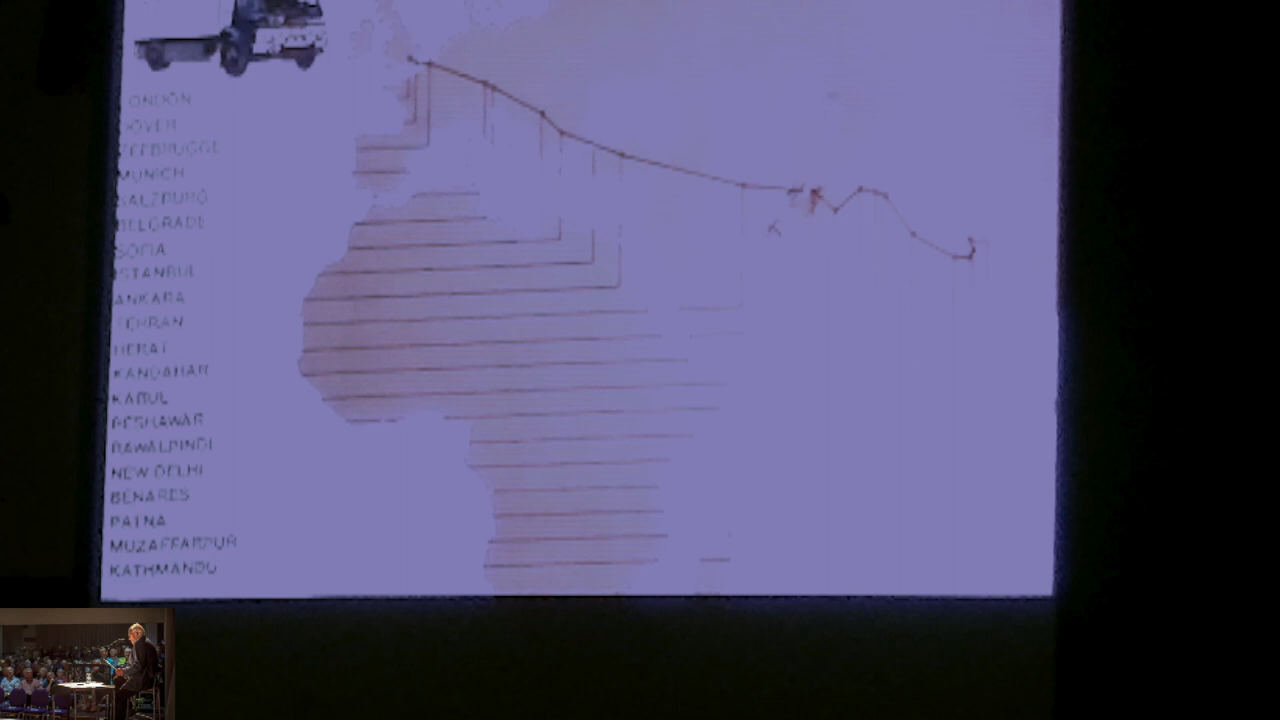 LONDON
DOVER
ZEEBRUGGE
MUNICH
SALZBURG
BELGRADE
SOFIA
ISTANBUL
ANKARA
TEHRAN
HERAT
KANDAHAR
KABUL
PESHAWAR
RAWALPINDI
NEW DELHI
BENARES
PATNA
MUZAFFARPUR
KATHMANDU